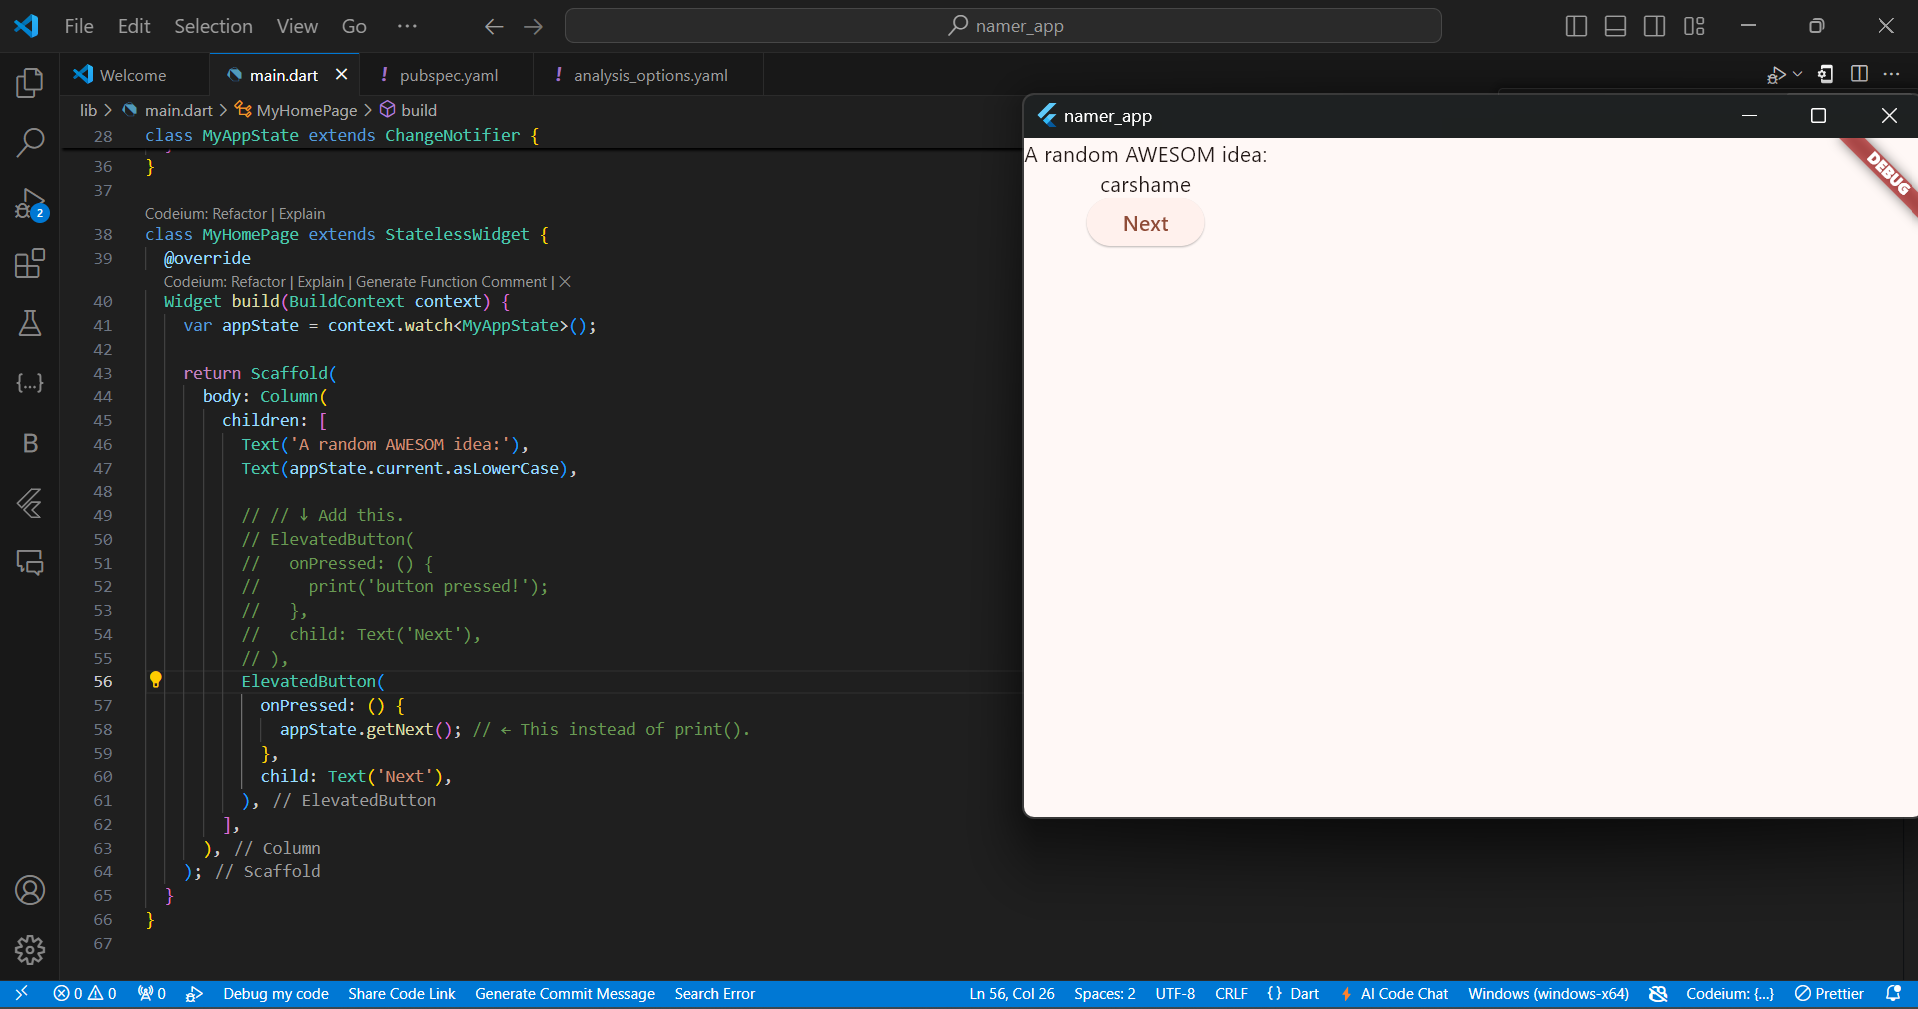 File Edit Selection View Go ··· namer_app
Welcome main.dart pubspec.yaml analysis_options.yaml
lib > main.dart > MyHomePage > build
28 class MyAppState extends ChangeNotifier {
36 }
37
Codeium: Refactor | Explain
38 class MyHomePage extends StatelessWidget {
39 @override
Codeium: Refactor | Explain | Generate Function Comment | ×
40 Widget build(BuildContext context) {
41 var appState = context.watch<MyAppState>();
42
43 return Scaffold(
44 body: Column(
45 children: [
46 Text('A random AWESOM idea:'),
47 Text(appState.current.asLowerCase),
48
49 // // ↓ Add this.
50 // ElevatedButton(
51 // onPressed: () {
52 // print('button pressed!');
53 // },
54 // child: Text('Next'),
55 // ),
56 ElevatedButton(
57 onPressed: () {
58 appState.getNext(); // ← This instead of print().
59 },
60 child: Text('Next'),
61 ), // ElevatedButton
62 ],
63 ), // Column
64 ); // Scaffold
65 }
66 }
67
namer_app
A random AWESOM idea:
carshame
Next
DEBUG
2
B
0 0 0 Debug my code Share Code Link Generate Commit Message Search Error Ln 56, Col 26 Spaces: 2 UTF-8 CRLF {} Dart AI Code Chat Windows (windows-x64) Codeium: {...} Prettier